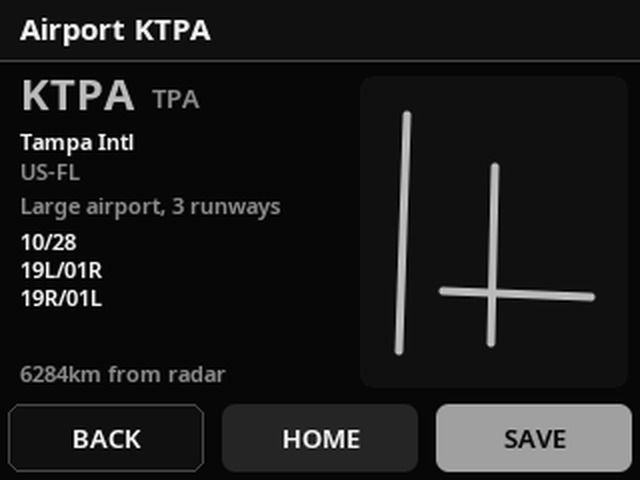 Airport KTPA
KTPA TPA
Tampa Intl
US-FL
Large airport, 3 runways
10/28
19L/01R
19R/01L
6284km from radar
BACK HOME SAVE